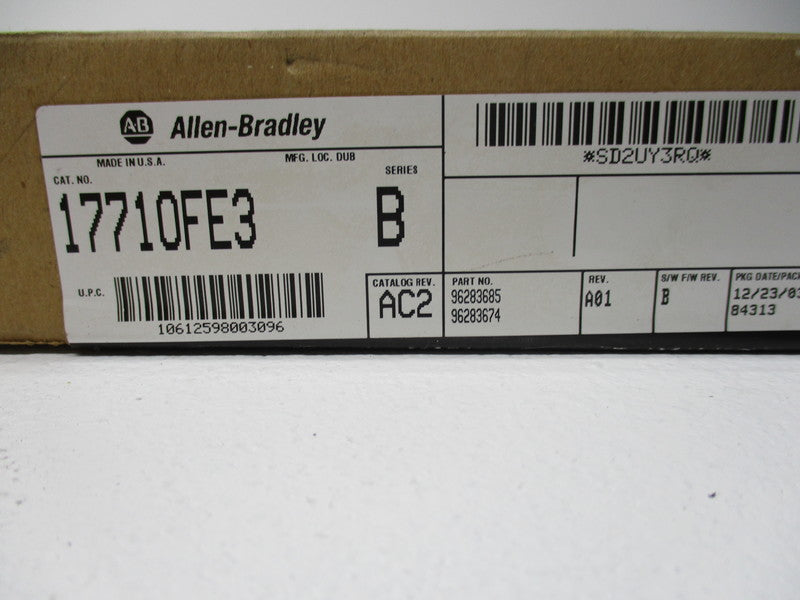 AB Allen-Bradley
MADE IN U.S.A. MFG. LOC. DUB
CAT. NO. SERIES
1771OFE3 B
U.P.C.
10612598003096
CATALOG REV.
AC2
*SD2UY3RQ*
PART NO.
96283685
96283674
REV.
A01
S/W F/W REV.
B
PKG DATE/PACK
12/23/03
84313